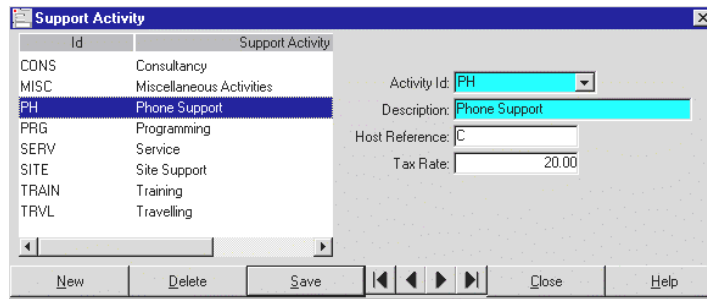 Support Activity
Id Support Activity
CONS Consultancy
MISC Miscellaneous Activities
PH Phone Support
PRG Programming
SERV Service
SITE Site Support
TRAIN Training
TRVL Travelling
Activity Id: PH
Description: Phone Support
Host Reference: C
Tax Rate: 20.00
New Delete Save Close Help